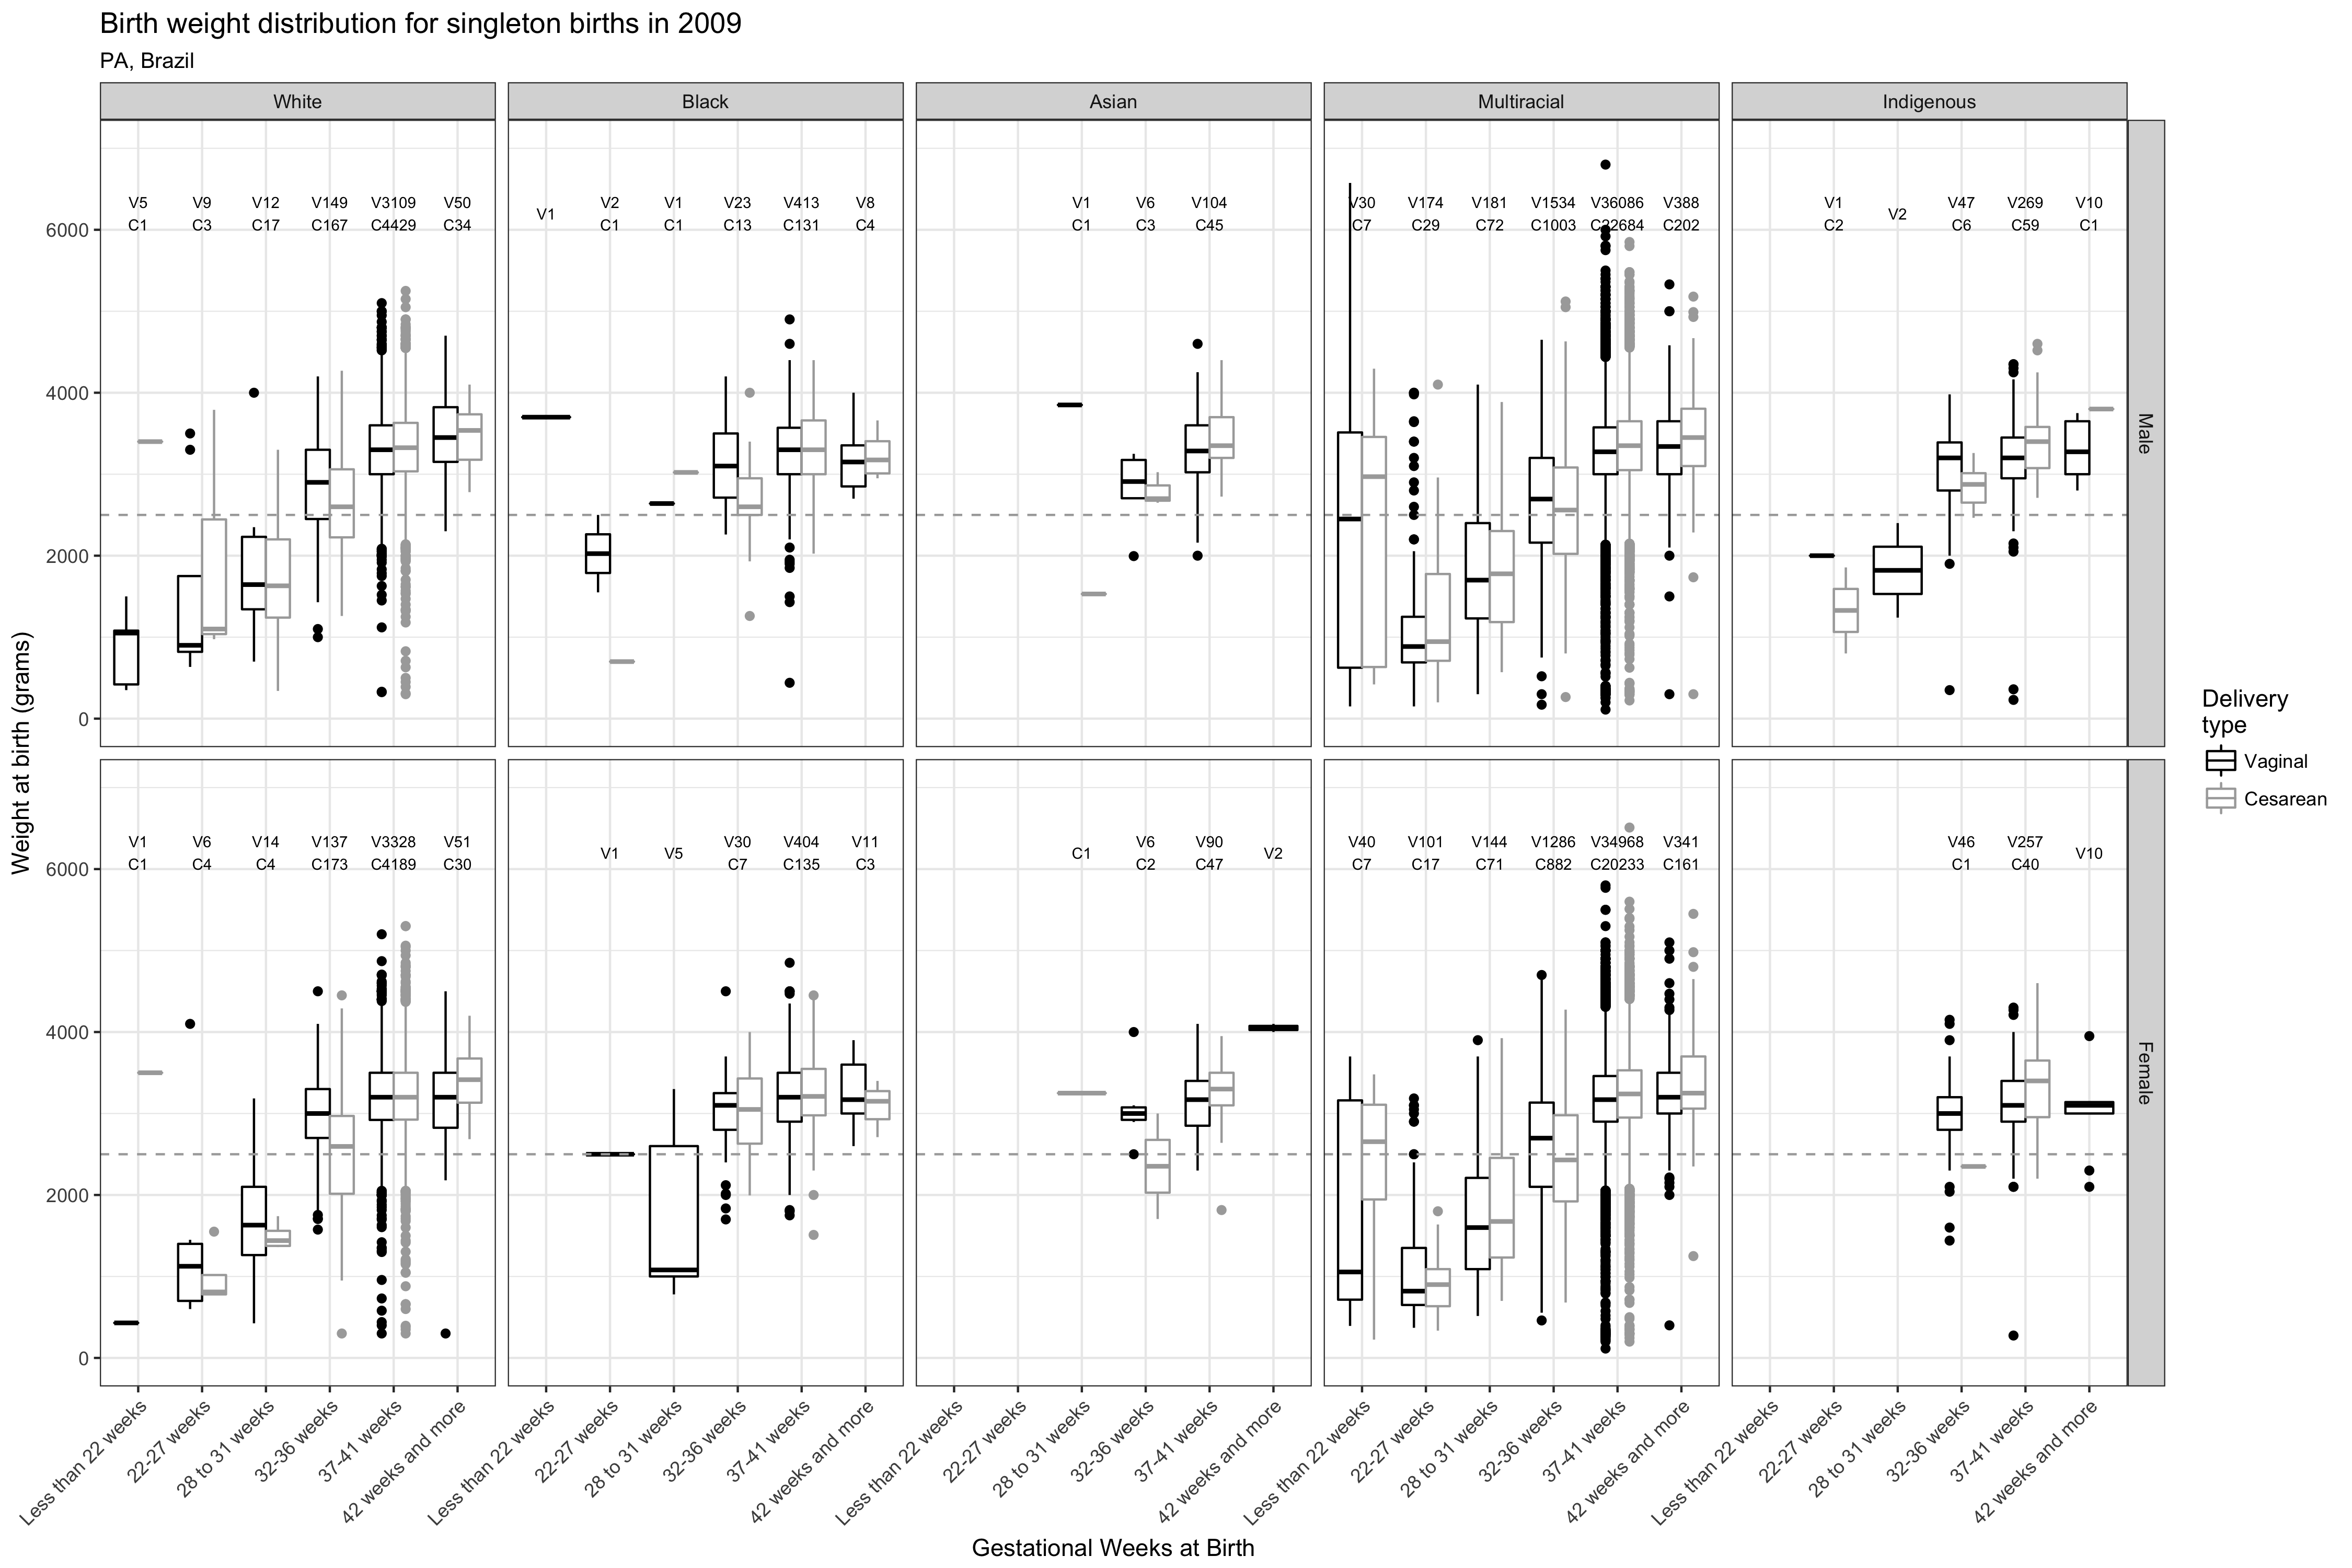 Birth weight distribution for singleton births in 2009
PA, Brazil
White Black Asian Multiracial Indigenous
V5 V9 V12 V149 V3109 V50
C1 C3 C17 C167 C4429 C34
V1 V2 V1 V23 V413 V8
C1 C1 C13 C131 C4
V1 V6 V104
C1 C3 C45
V30 V174 V181 V1534 V36086 V388
C7 C29 C72 C1003 C22684 C202
V1 V2 V47 V269 V10
C2 C6 C59 C1
6000
4000
2000
0
Male
V1 V6 V14 V137 V3328 V51
C1 C4 C4 C173 C4189 C30
V1 V5 V30 V404 V11
C7 C135 C3
C1 V6 V90 V2
C2 C47
V40 V101 V144 V1286 V34968 V341
C7 C17 C71 C882 C20233 C161
V46 V257 V10
C1 C40
6000
4000
2000
0
Female
Weight at birth (grams)
Less than 22 weeks
22-27 weeks
28 to 31 weeks
32-36 weeks
37-41 weeks
42 weeks and more
Less than 22 weeks
22-27 weeks
28 to 31 weeks
32-36 weeks
37-41 weeks
42 weeks and more
Less than 22 weeks
22-27 weeks
28 to 31 weeks
32-36 weeks
37-41 weeks
42 weeks and more
Less than 22 weeks
22-27 weeks
28 to 31 weeks
32-36 weeks
37-41 weeks
42 weeks and more
Less than 22 weeks
22-27 weeks
28 to 31 weeks
32-36 weeks
37-41 weeks
42 weeks and more
Gestational Weeks at Birth
Delivery
type
Vaginal
Cesarean